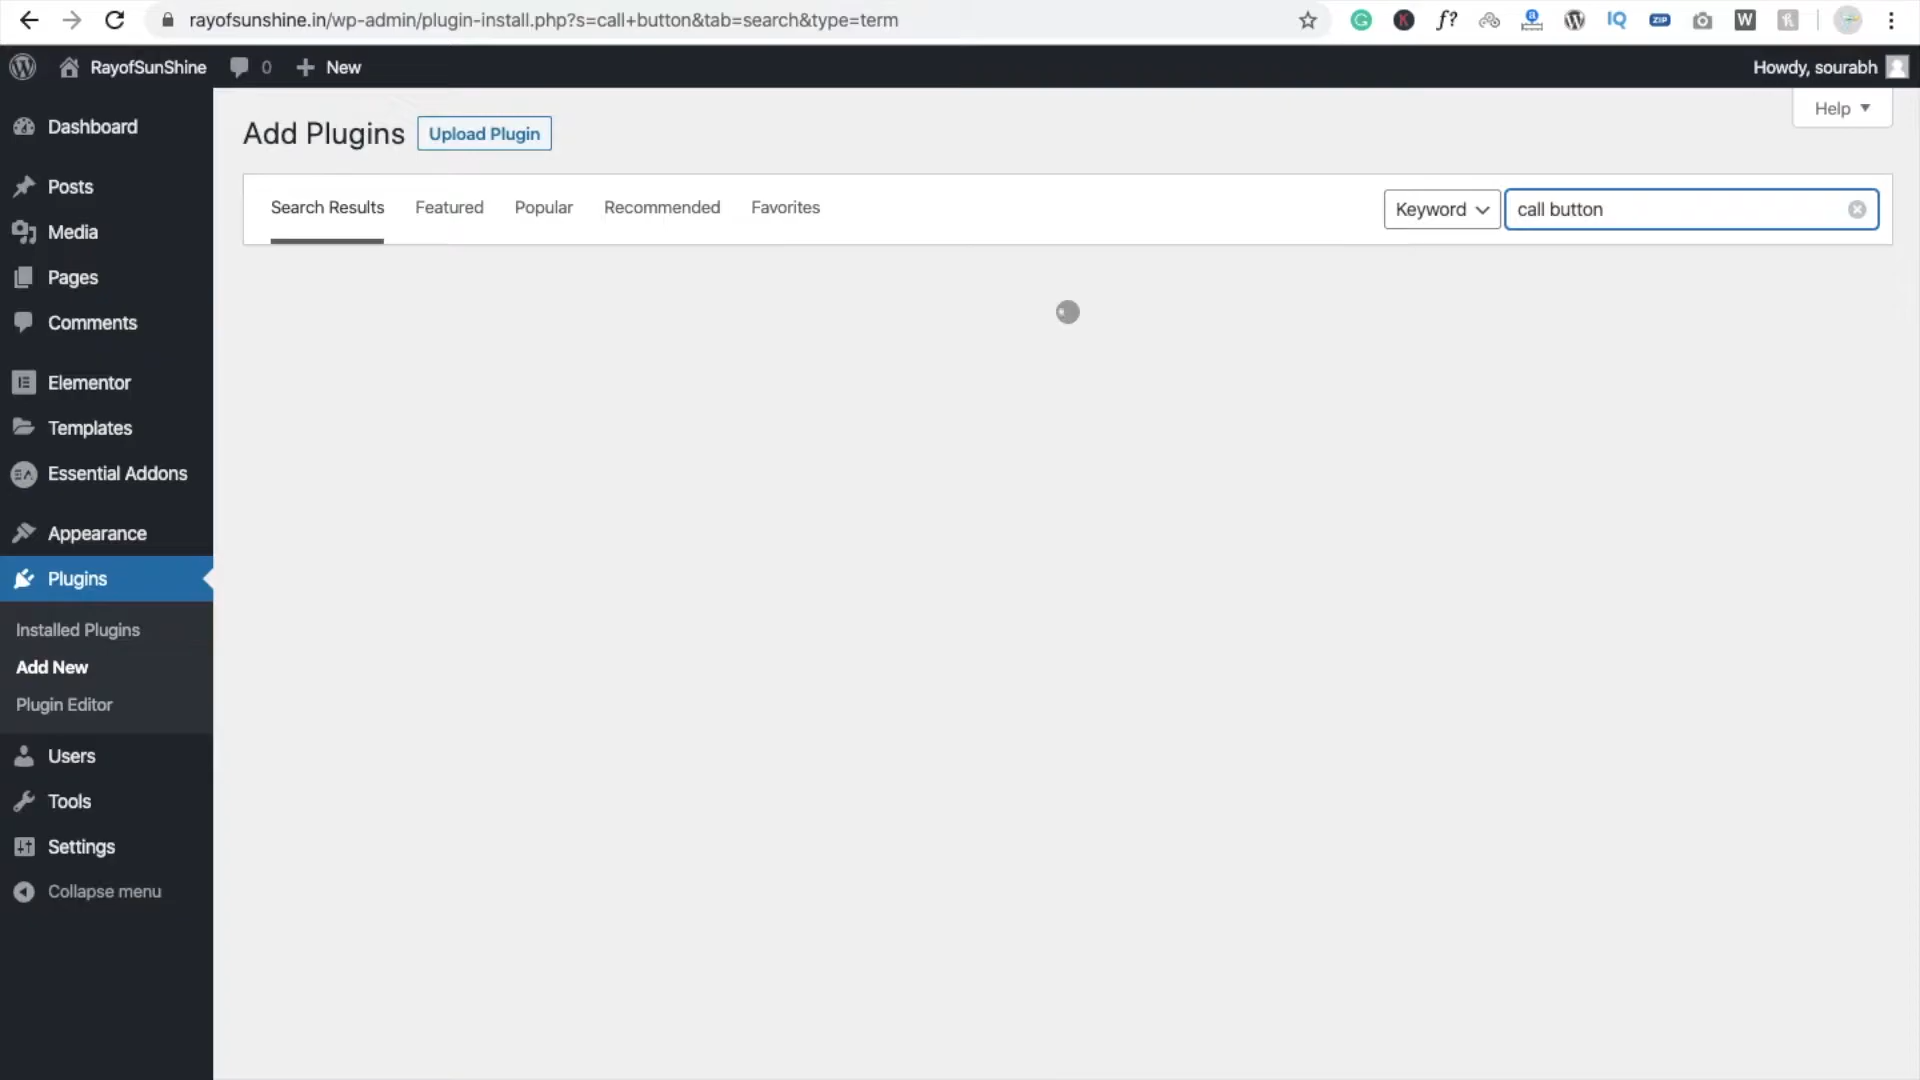 rayofsunshine.in/wp-admin/plugin-install.php?s=call+button&tab=search&type=term
f?
IQ
ZIP
W
RayofSunShine 0 New Howdy, sourabh
Help
Add Plugins Upload Plugin
Search Results Featured Popular Recommended Favorites Keyword call button
Dashboard
Posts
Media
Pages
Comments
Elementor
Templates
Essential Addons
Appearance
Plugins
Installed Plugins
Add New
Plugin Editor
Users
Tools
Settings
Collapse menu